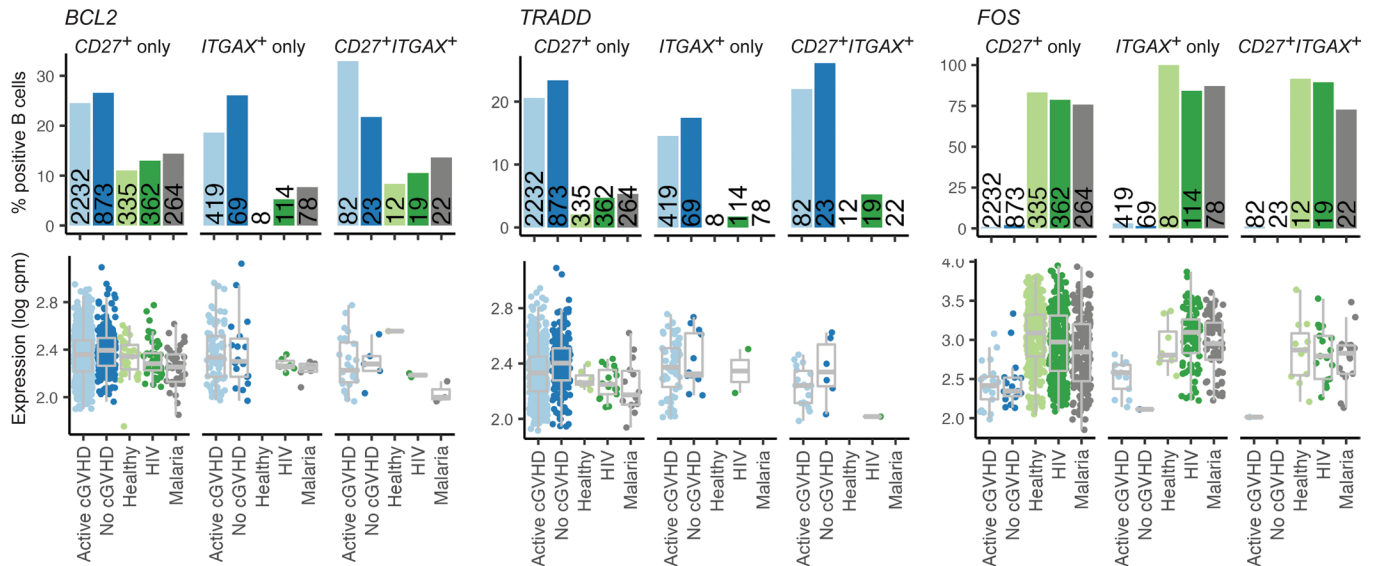 BCL2 TRADD FOS
CD27+ only ITGAX+ only CD27+ITGAX+ CD27+ only ITGAX+ only CD27+ITGAX+ CD27+ only ITGAX+ only CD27+ITGAX+
% positive B cells
30
20
10
0
2232 873 335 362 264 419 69 8 114 78 82 23 12 19 22
20
10
0
2232 873 335 362 264 419 69 8 114 78 82 23 12 19 22
100
75
50
25
0
2232 873 335 362 264 419 69 8 114 78 82 23 12 19 22
Expression (log cpm)
2.8
2.4
2.0
2.8
2.4
2.0
4.0
3.5
3.0
2.5
2.0
Active cGVHD No cGVHD Healthy HIV Malaria Active cGVHD No cGVHD Healthy HIV Malaria Active cGVHD No cGVHD Healthy HIV Malaria
Active cGVHD No cGVHD Healthy HIV Malaria Active cGVHD No cGVHD Healthy HIV Malaria Active cGVHD No cGVHD Healthy HIV Malaria
Active cGVHD No cGVHD Healthy HIV Malaria Active cGVHD No cGVHD Healthy HIV Malaria Active cGVHD No cGVHD Healthy HIV Malaria